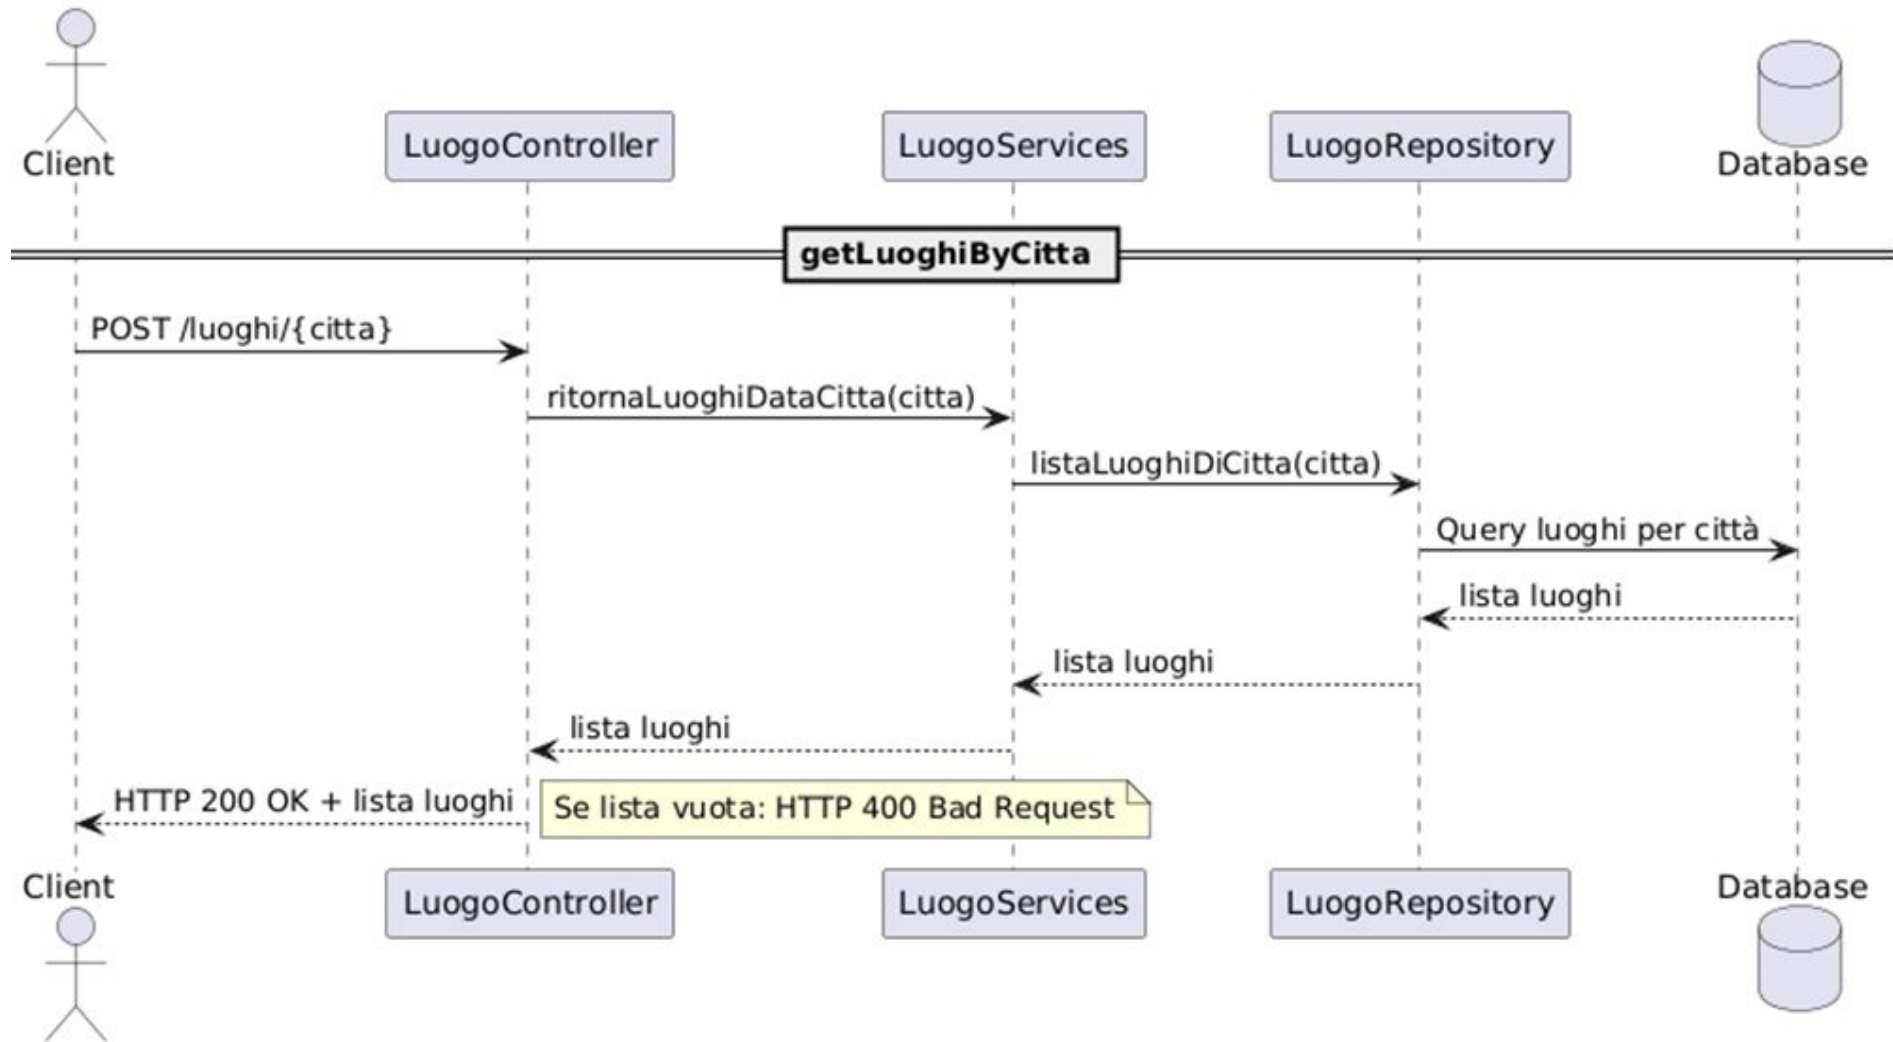 Client
LuogoController
LuogoServices
LuogoRepository
Database
getLuoghiByCitta
POST /luoghi/{citta}
ritornaLuoghiDataCitta(citta)
listaLuoghiDiCitta(citta)
Query luoghi per città
lista luoghi
lista luoghi
lista luoghi
HTTP 200 OK + lista luoghi
Se lista vuota: HTTP 400 Bad Request
Client
LuogoController
LuogoServices
LuogoRepository
Database